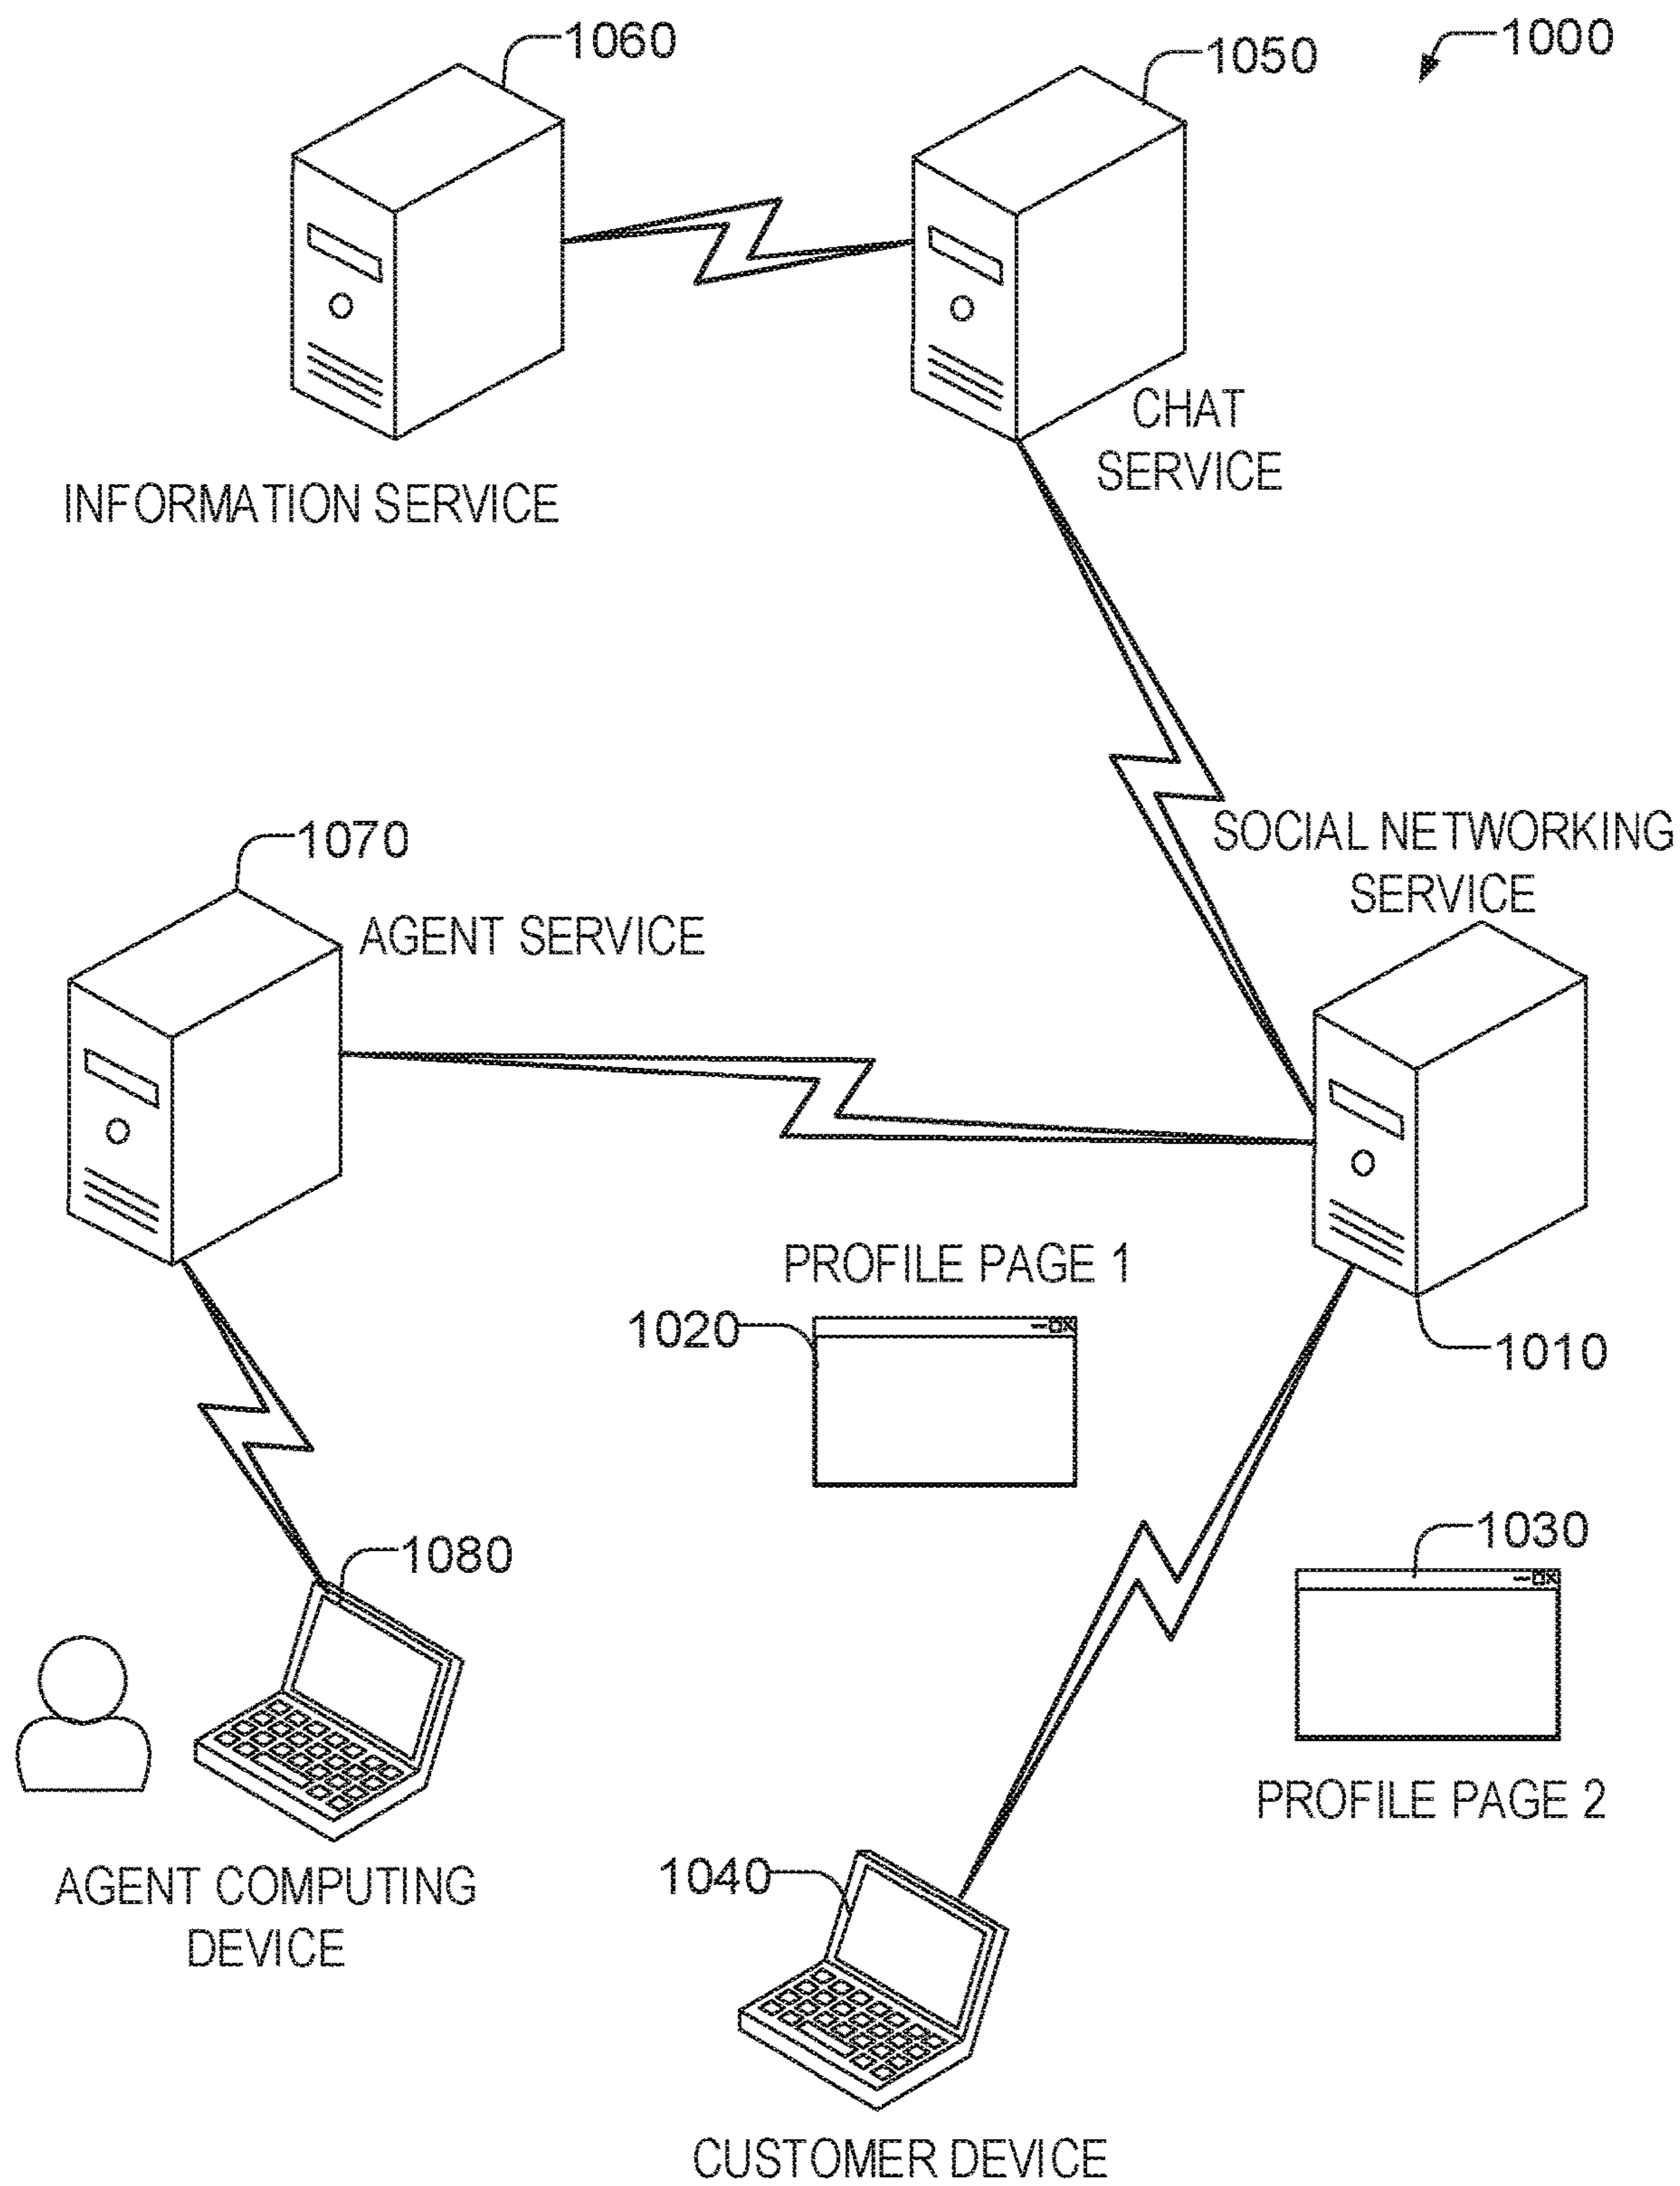 1060
1050
1000
CHAT
SERVICE
INFORMATION SERVICE
SOCIAL NETWORKING
SERVICE
1070
AGENT SERVICE
PROFILE PAGE 1
1020
1010
1030
1080
PROFILE PAGE 2
1040
AGENT COMPUTING
DEVICE
CUSTOMER DEVICE